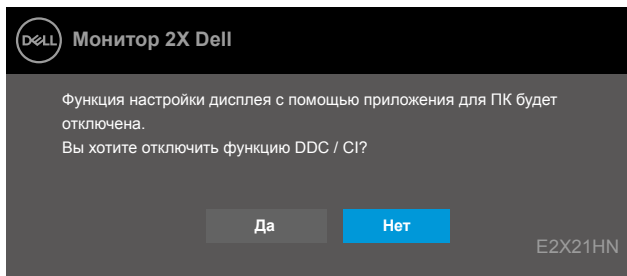 DELL Монитор 2X Dell
Функция настройки дисплея с помощью приложения для ПК будет
отключена.
Вы хотите отключить функцию DDC / CI?
Да Нет
E2X21HN